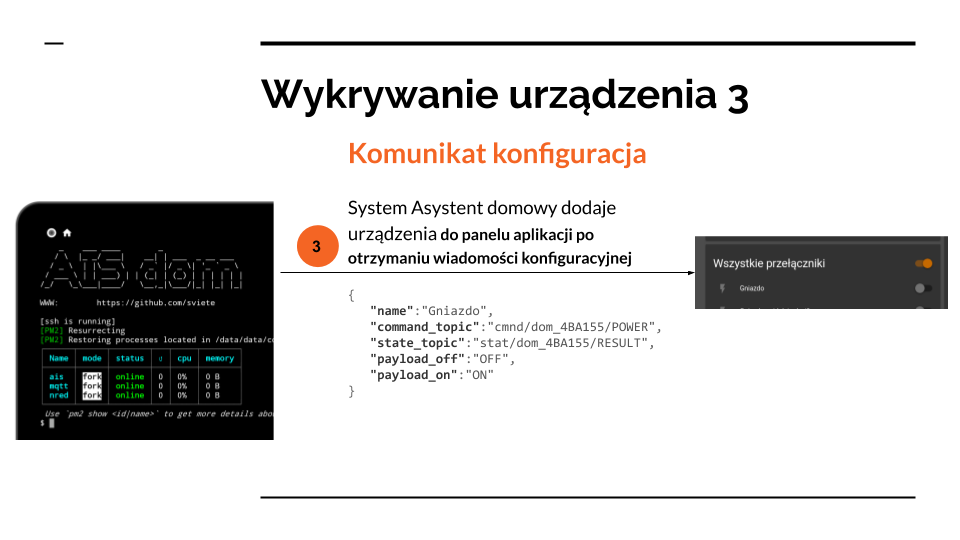 Wykrywanie urządzenia 3
Komunikat konfiguracja
System Asystent domowy dodaje
urządzenia do panelu aplikacji po
otrzymaniu wiadomości konfiguracyjnej
3
{
"name":"Gniazdo",
"command_topic":"cmnd/dom_4BA155/POWER",
"state_topic":"stat/dom_4BA155/RESULT",
"payload_off":"OFF",
"payload_on":"ON"
}
AIS dom
WWW: https://github.com/sviete
[ssh is running]
[PM2] Resurrecting
[PM2] Restoring processes located in /data/data/c
Name mode status ↺ cpu memory
ais fork online 0 0% 0 B
mqtt fork online 0 0% 0 B
nred fork online 0 0% 0 B
Use `pm2 show <id|name>` to get more details abo
$
Wszystkie przełączniki
Gniazdo